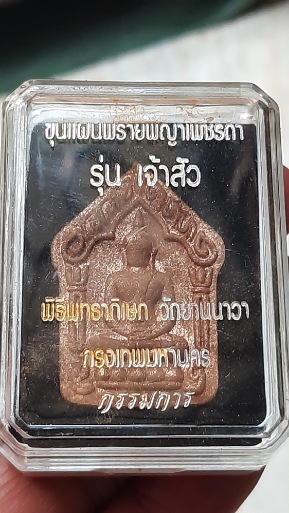 ขุนแผนพรายพญาเพชรดำ
รุ่น เจ้าสัว
พิธีพุทธาภิเษก วัดยานนาวา
กรุงเทพมหานคร
กรรมการ